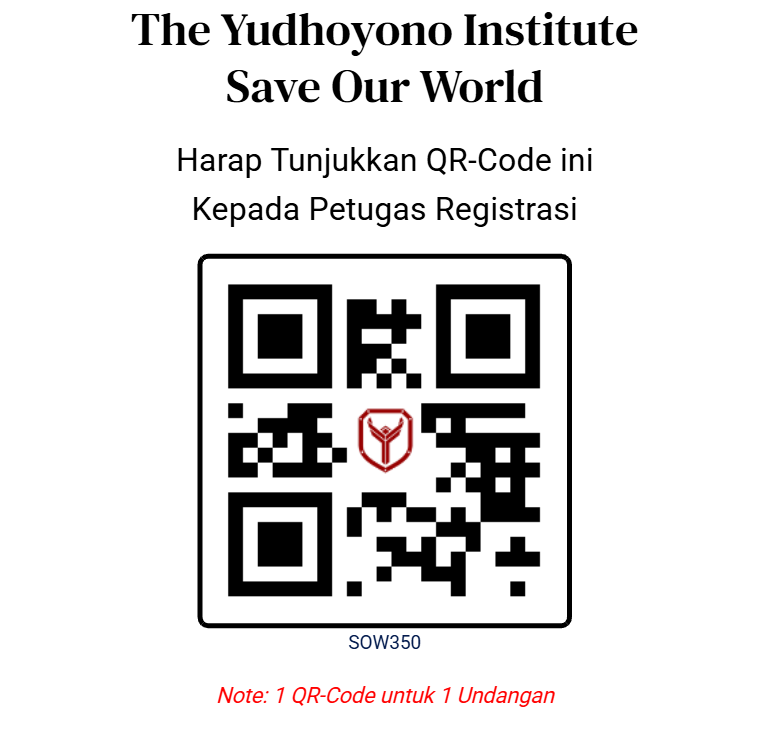 The Yudhoyono Institute
Save Our World
Harap Tunjukkan QR-Code ini
Kepada Petugas Registrasi
SOW350
Note: 1 QR-Code untuk 1 Undangan